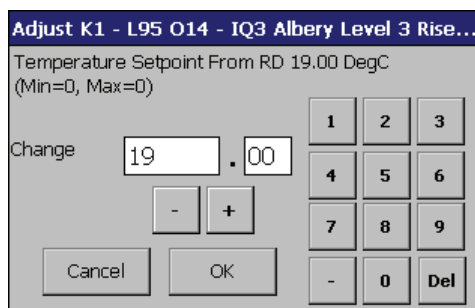 Adjust K1 - L95 O14 - IQ3 Albery Level 3 Rise...
Temperature Setpoint From RD 19.00 DegC
(Min=0, Max=0)
Change 19 . 00
- +
Cancel OK
1 2 3
4 5 6
7 8 9
- 0 Del